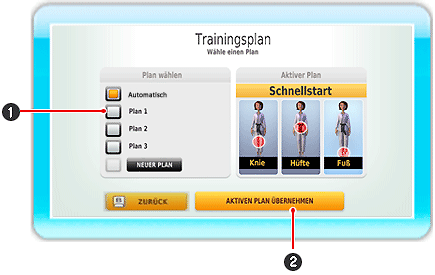 Trainingsplan
Wähle einen Plan
Plan wählen
Automatisch
Plan 1
Plan 2
Plan 3
NEUER PLAN
Aktiver Plan
Schnellstart
Knie
Hüfte
Fuß
ZURÜCK
AKTIVEN PLAN ÜBERNEHMEN
1
2